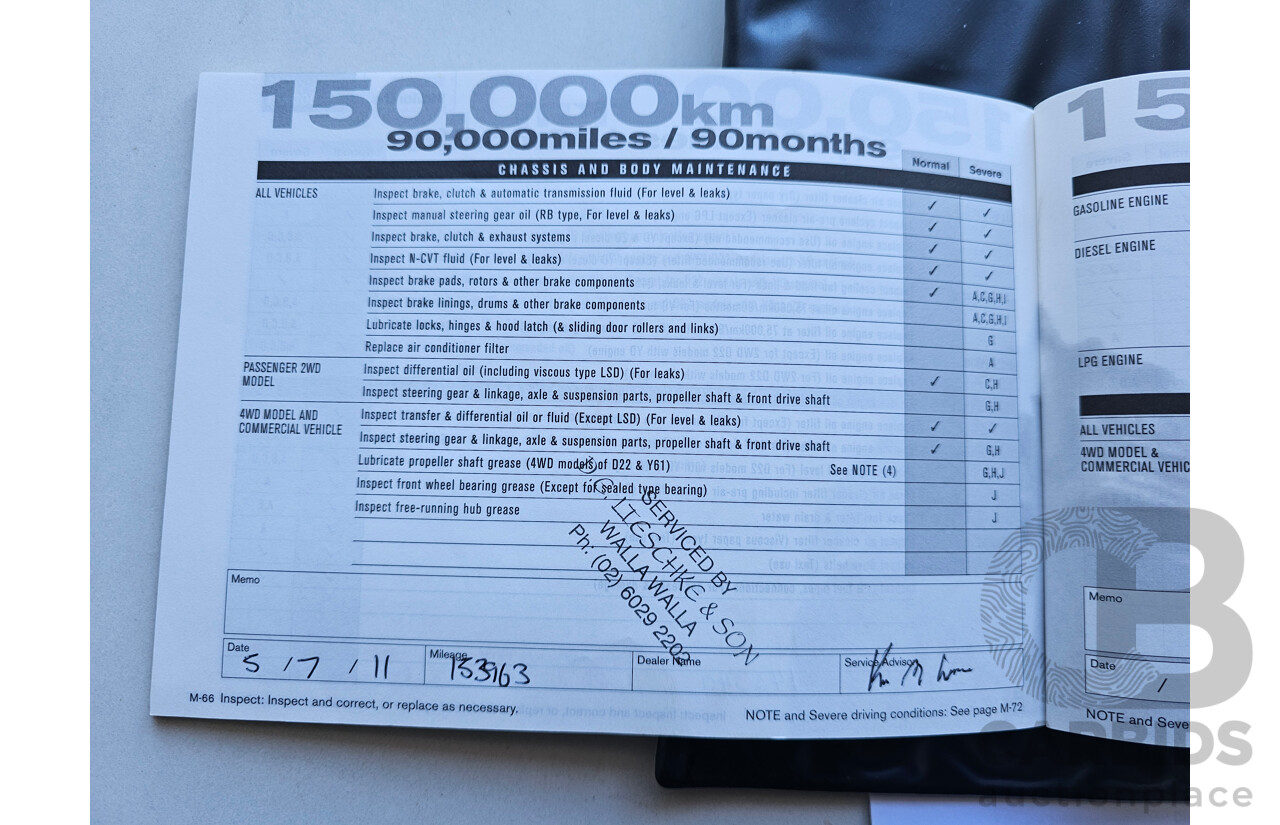 150,000km
90,000miles / 90months
CHASSIS AND BODY MAINTENANCE Normal Severe
ALL VEHICLES Inspect brake, clutch & automatic transmission fluid (For level & leaks) ✓ ✓
Inspect manual steering gear oil (RB type, For level & leaks) ✓ ✓
Inspect brake, clutch & exhaust systems ✓ ✓
Inspect N-CVT fluid (For level & leaks) ✓ ✓
Inspect brake pads, rotors & other brake components ✓ A,C,G,H,I
Inspect brake linings, drums & other brake components A,C,G,H,I
Lubricate locks, hinges & hood latch (& sliding door rollers and links) G
Replace air conditioner filter A
PASSENGER 2WD
MODEL
Inspect differential oil (including viscous type LSD) (For leaks) ✓ C,H
Inspect steering gear & linkage, axle & suspension parts, propeller shaft & front drive shaft G,H
4WD MODEL AND
COMMERCIAL VEHICLE
Inspect transfer & differential oil or fluid (Except LSD) (For level & leaks) ✓ ✓
Inspect steering gear & linkage, axle & suspension parts, propeller shaft & front drive shaft ✓ G,H
Lubricate propeller shaft grease (4WD models of D22 & Y61) See NOTE (4) G,H,J
Inspect front wheel bearing grease (Except for sealed type bearing) J
Inspect free-running hub grease J
SERVICED BY
LIESCHKE & SON
WALLA WALLA
Ph: (02) 6029 2202
Memo
Date
5 / 7 / 11
Mileage
153963
Dealer Name
Service Advisor
M-66 Inspect: Inspect and correct, or replace as necessary.
NOTE and Severe driving conditions: See page M-72
15
GASOLINE ENGINE
DIESEL ENGINE
LPG ENGINE
ALL VEHICLES
4WD MODEL &
COMMERCIAL VEHIC
Memo
Date
/
NOTE and Seve
CARBIDS
auctionplace